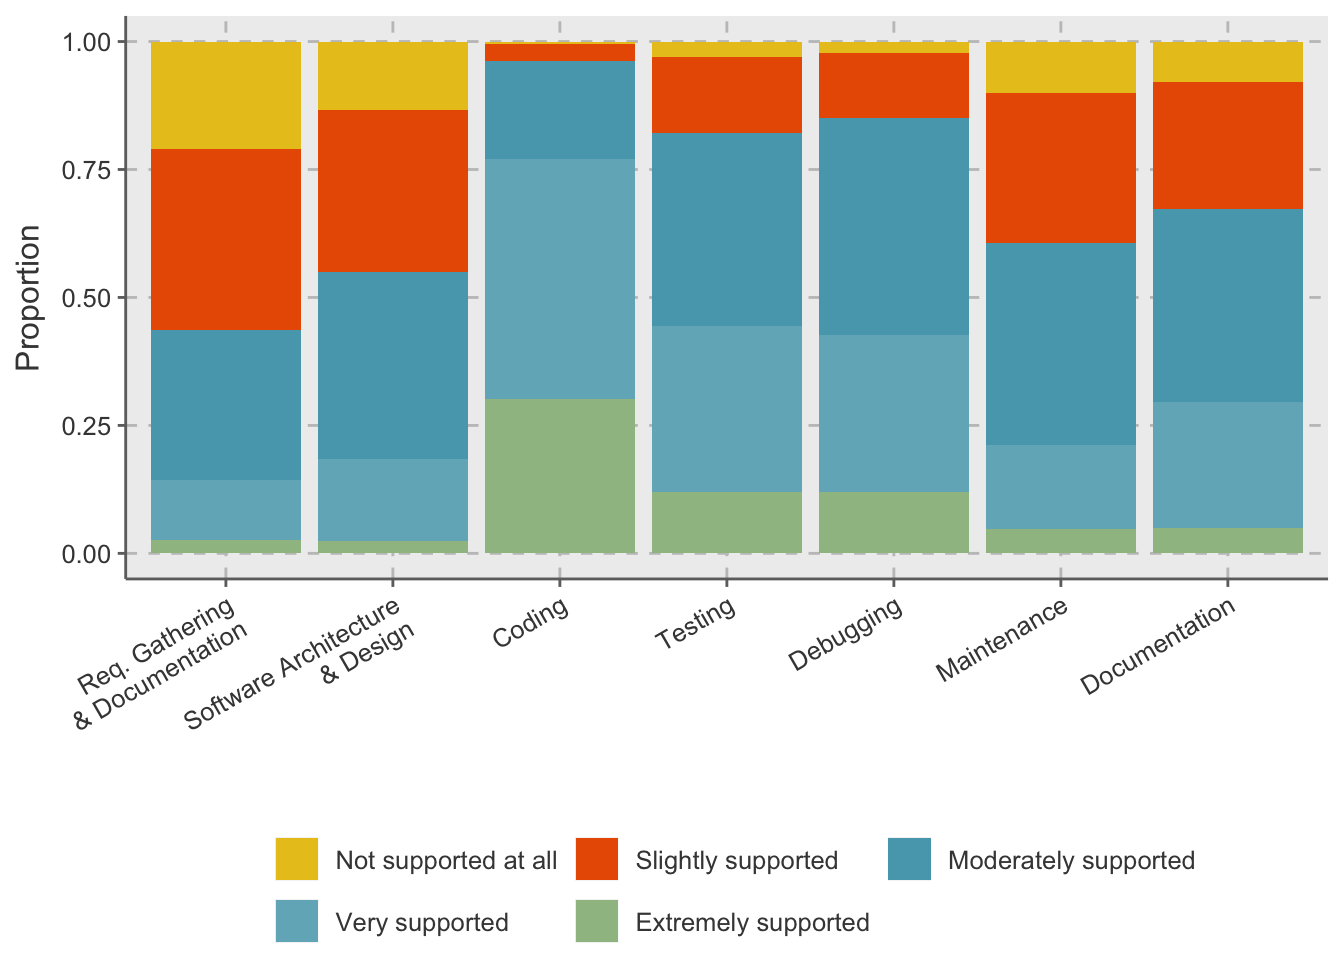 1.00
0.75
0.50
0.25
0.00
Proportion
Req. Gathering
& Documentation
Software Architecture
& Design
Coding
Testing
Debugging
Maintenance
Documentation
Not supported at all
Slightly supported
Moderately supported
Very supported
Extremely supported